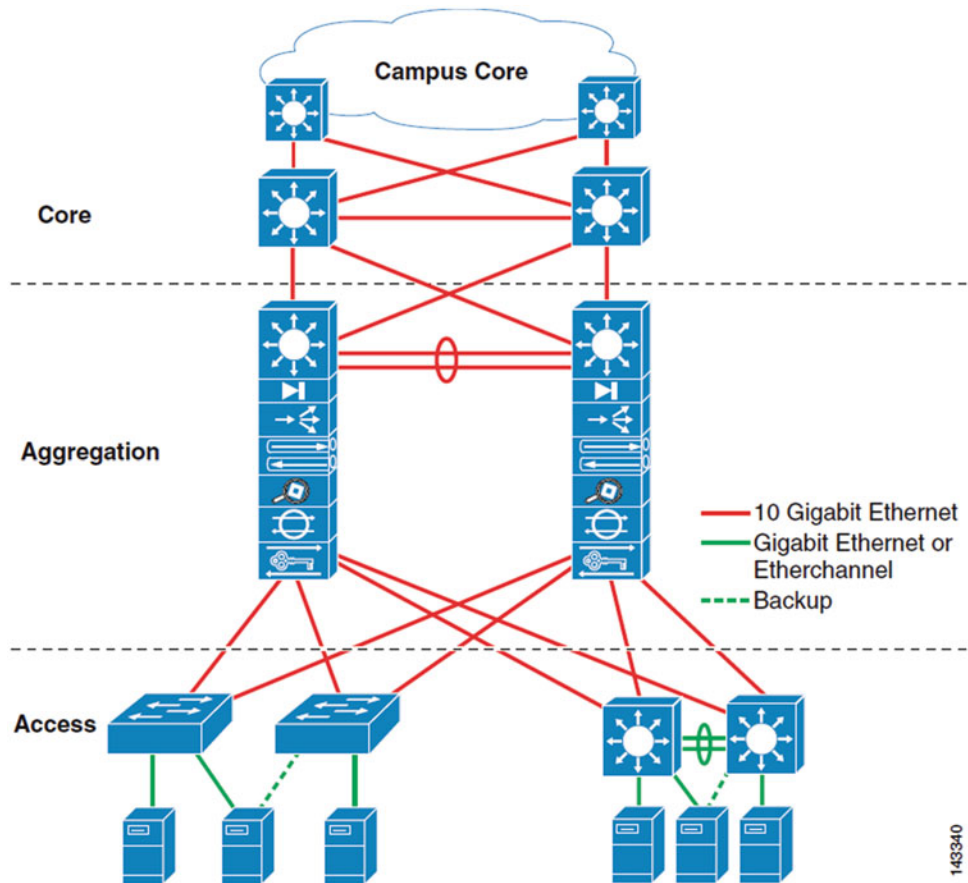 Campus Core
Core
Aggregation
10 Gigabit Ethernet
Gigabit Ethernet or
Etherchannel
Backup
Access
143340